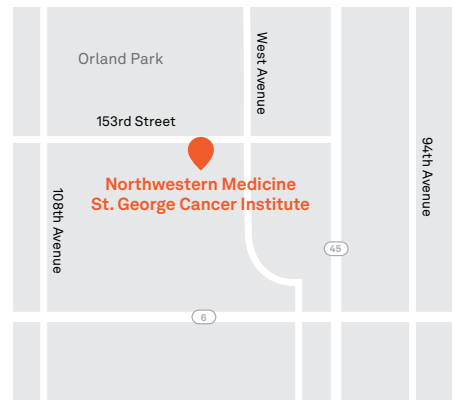 Orland Park
West Avenue
153rd Street
94th Avenue
Northwestern Medicine
St. George Cancer Institute
108th Avenue
45
6